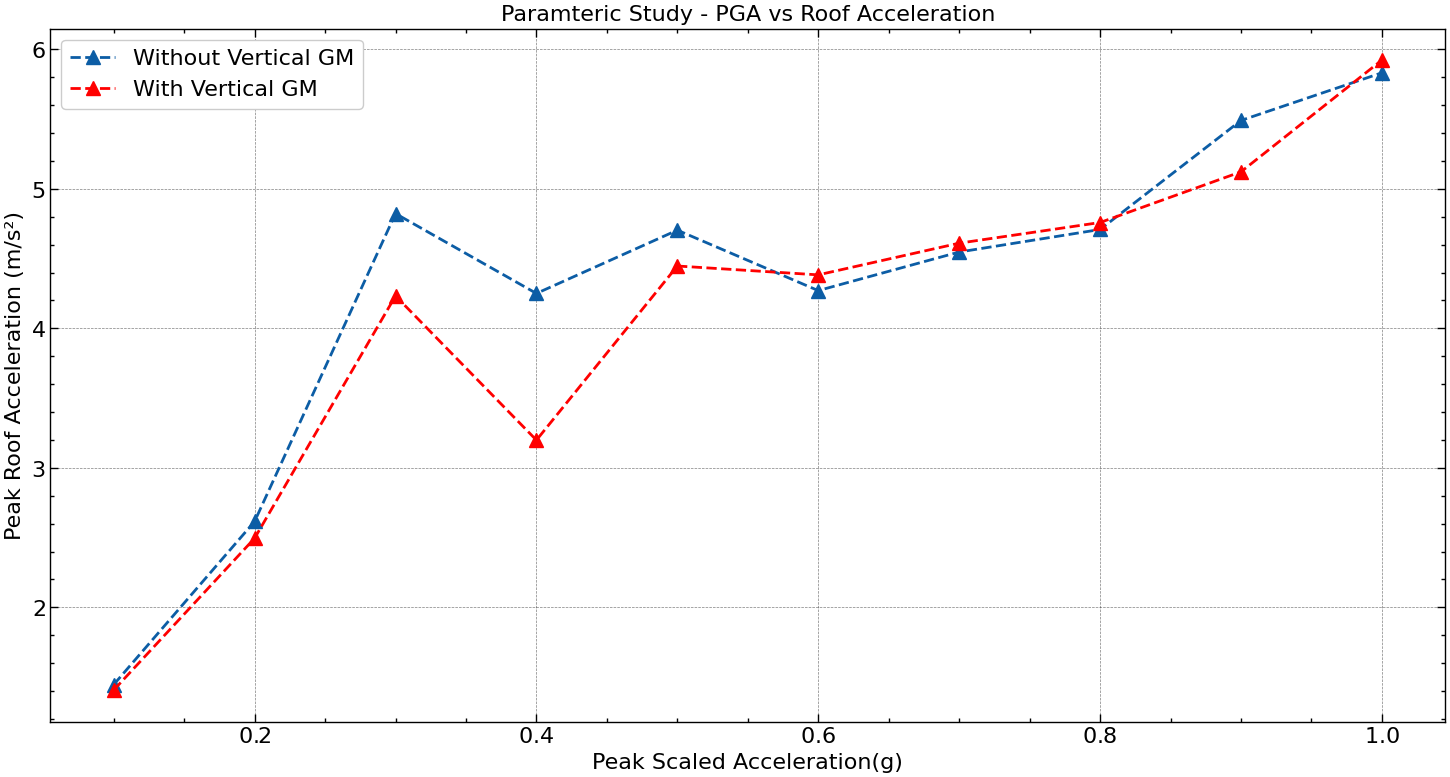 Paramteric Study - PGA vs Roof Acceleration
Without Vertical GM
With Vertical GM
6
5
4
3
2
Peak Roof Acceleration (m/s²)
0.2 0.4 0.6 0.8 1.0
Peak Scaled Acceleration(g)